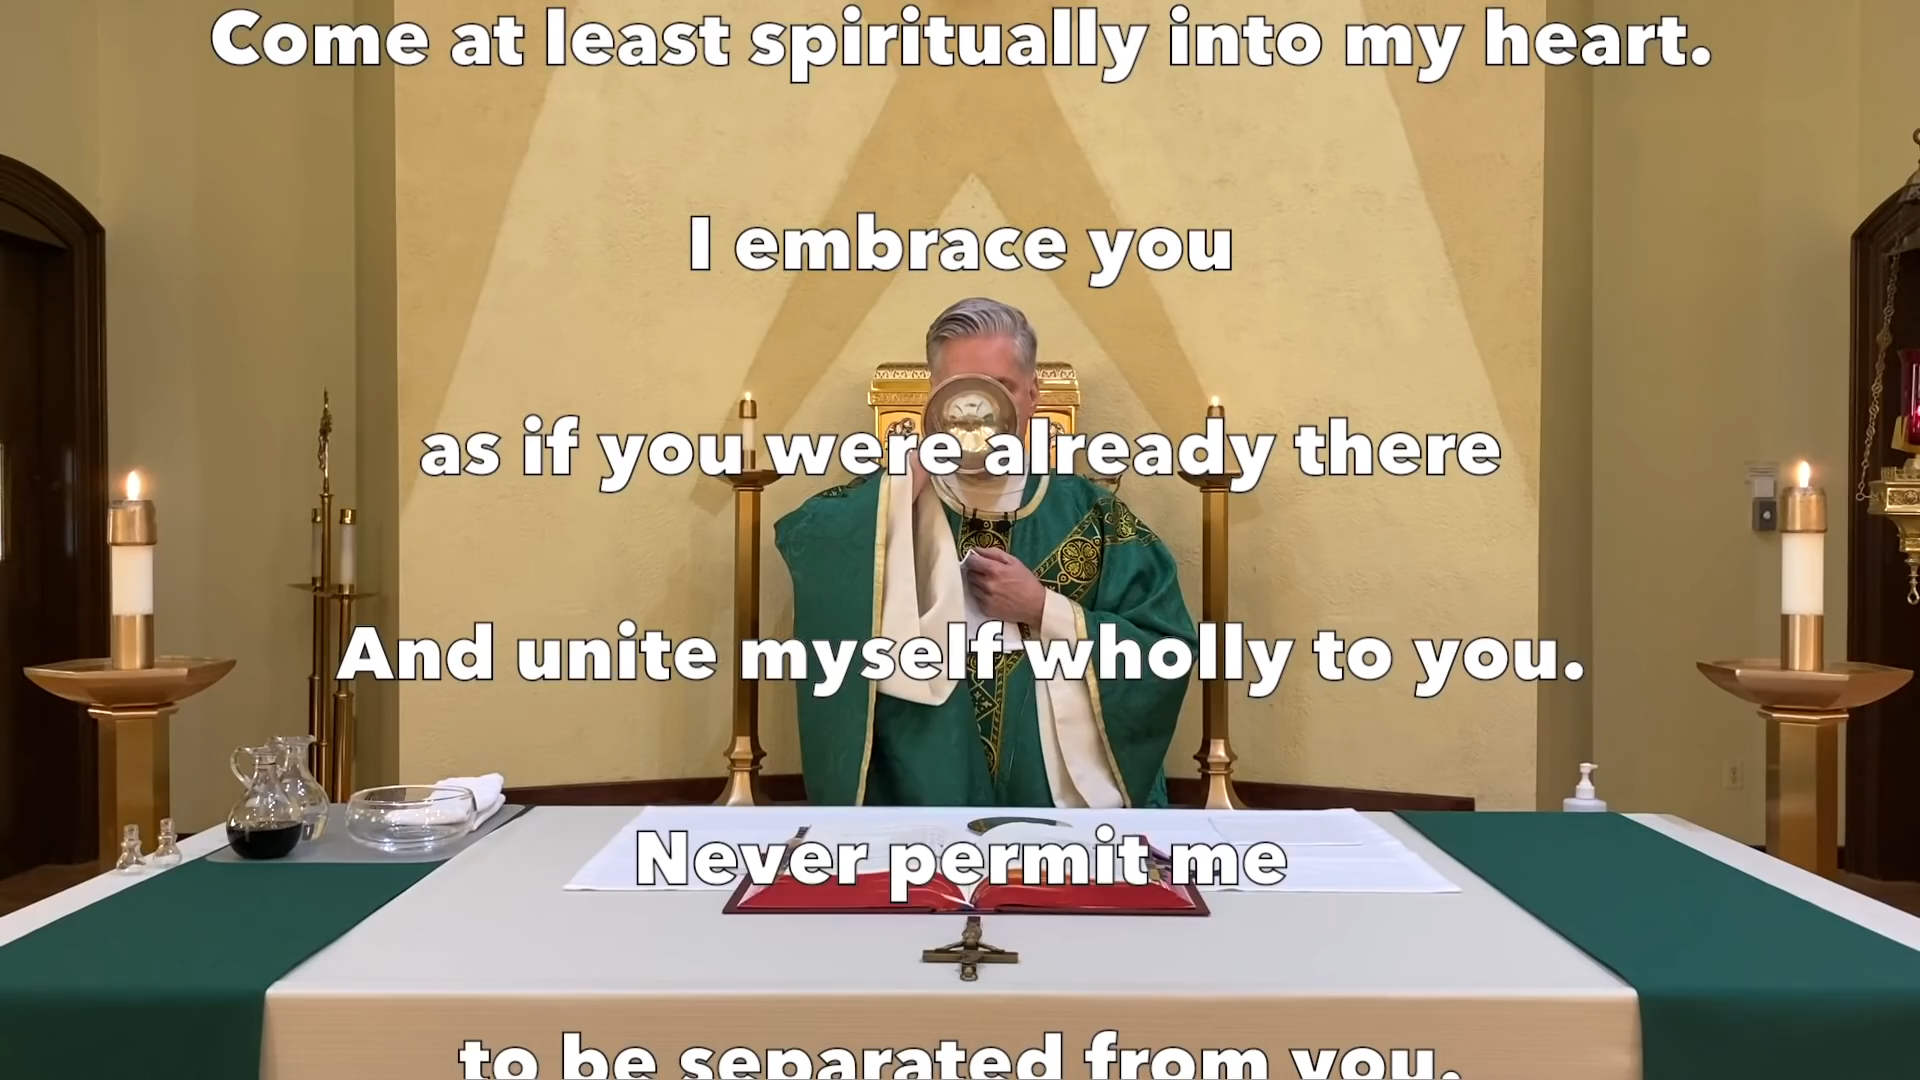 Come at least spiritually into my heart.
I embrace you
as if you were already there
And unite myself wholly to you.
Never permit me
to be separated from you.